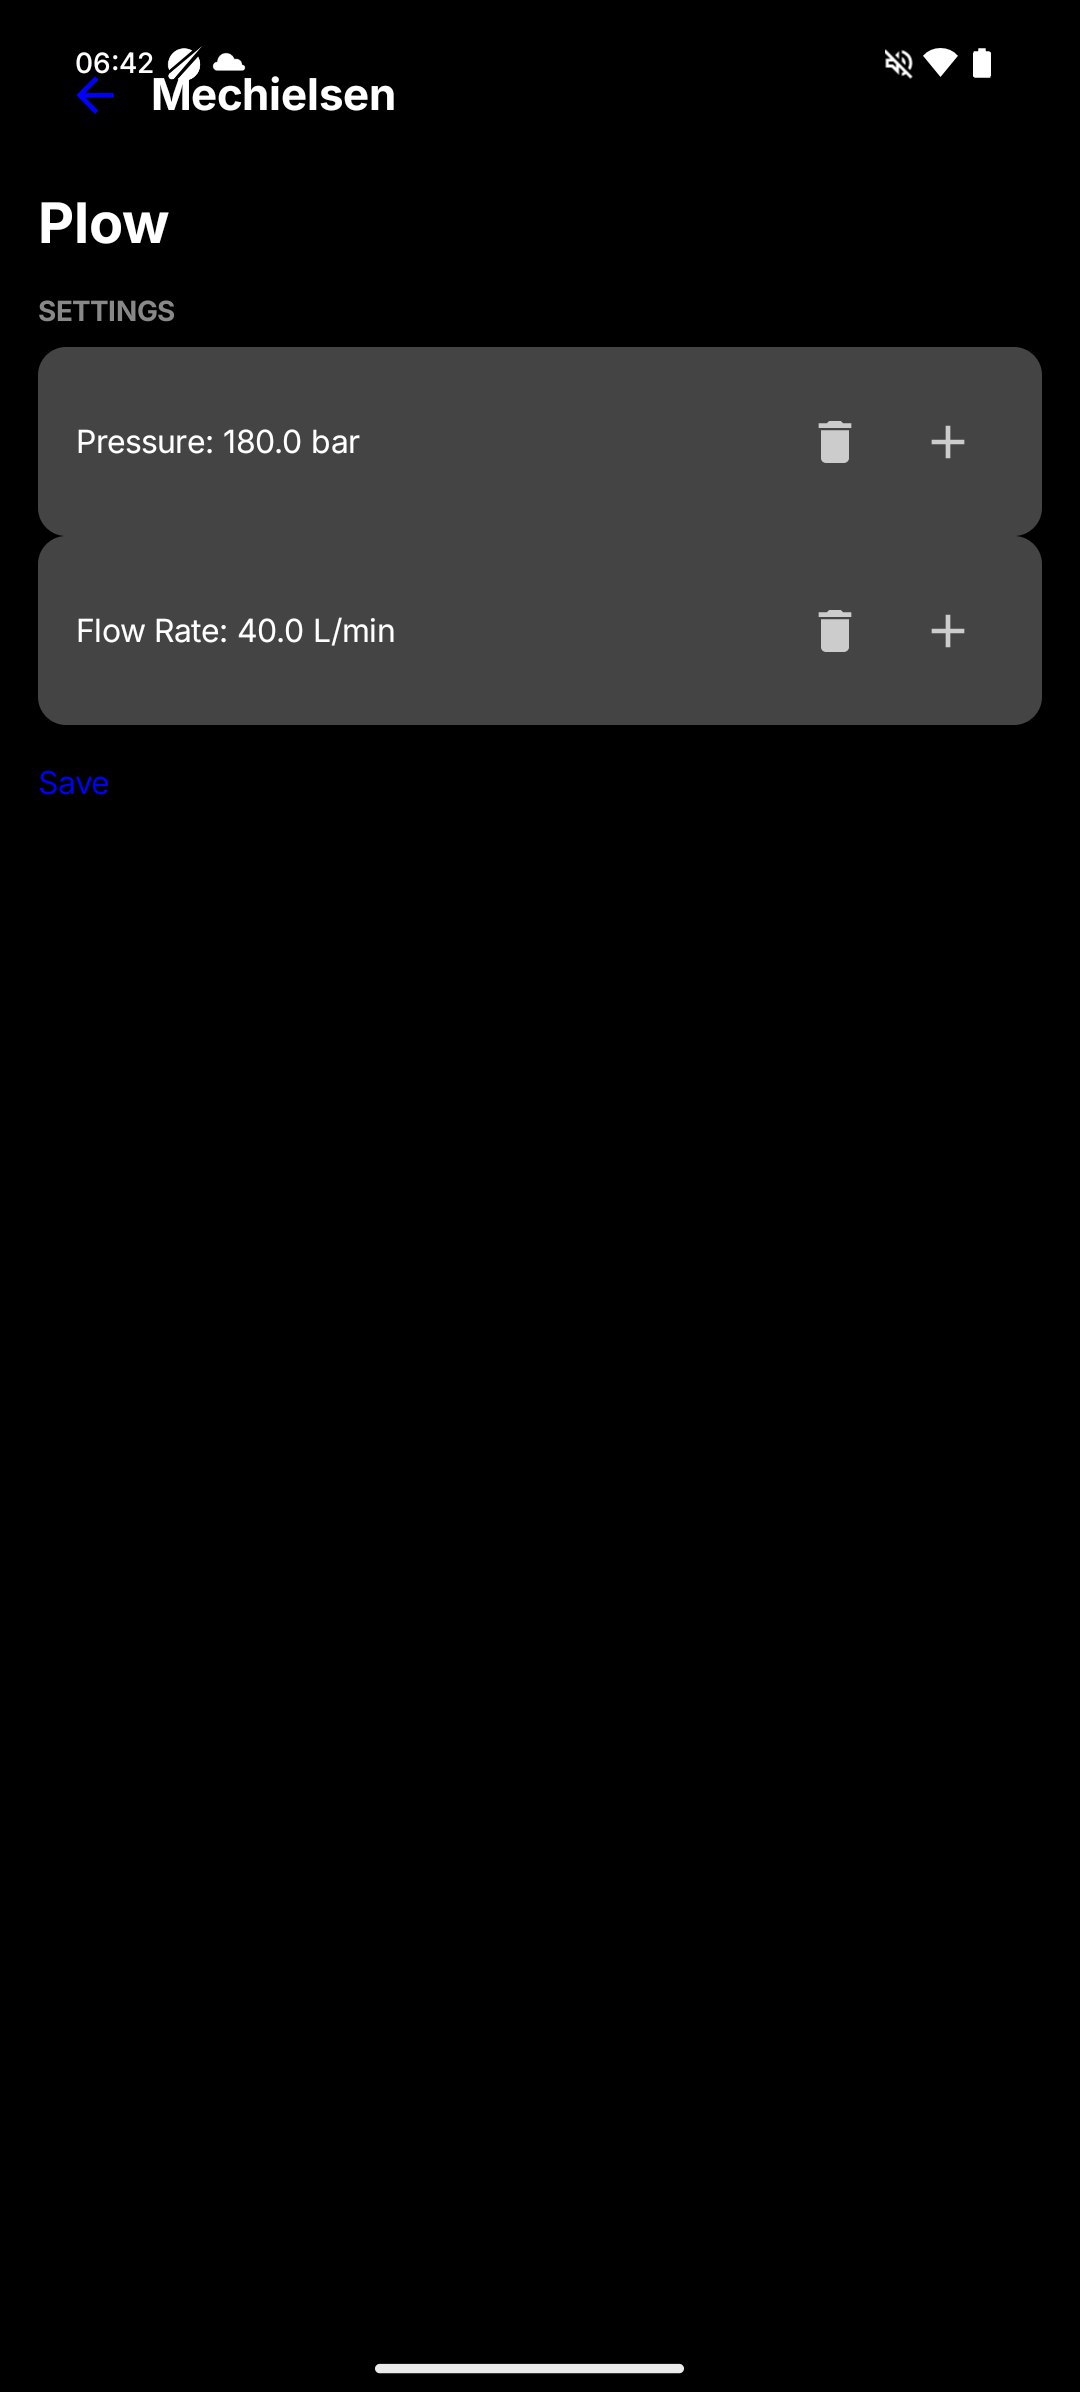 06:42
Mechielsen
Plow
SETTINGS
Pressure: 180.0 bar
Flow Rate: 40.0 L/min
Save